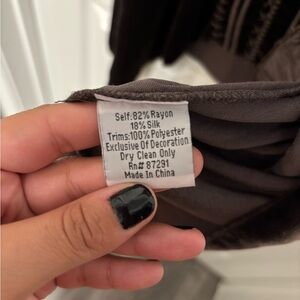 Self:82% Rayon
18% Silk
Trims:100% Polyester
Exclusive Of Decoration
Dry Clean Only
Rn# 87291
Made In China